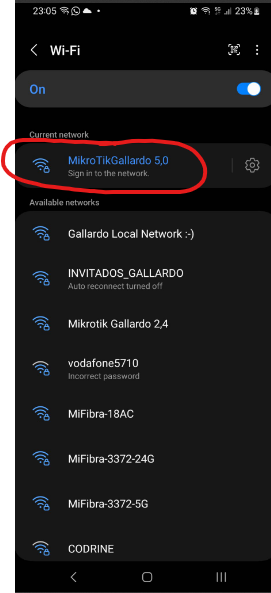 23:05 23%
Wi-Fi
On
Current network
MikroTikGallardo 5,0
Sign in to the network.
Available networks
Gallardo Local Network :-)
INVITADOS_GALLARDO
Auto reconnect turned off
Mikrotik Gallardo 2,4
vodafone5710
Incorrect password
MiFibra-18AC
MiFibra-3372-24G
MiFibra-3372-5G
CODRINE